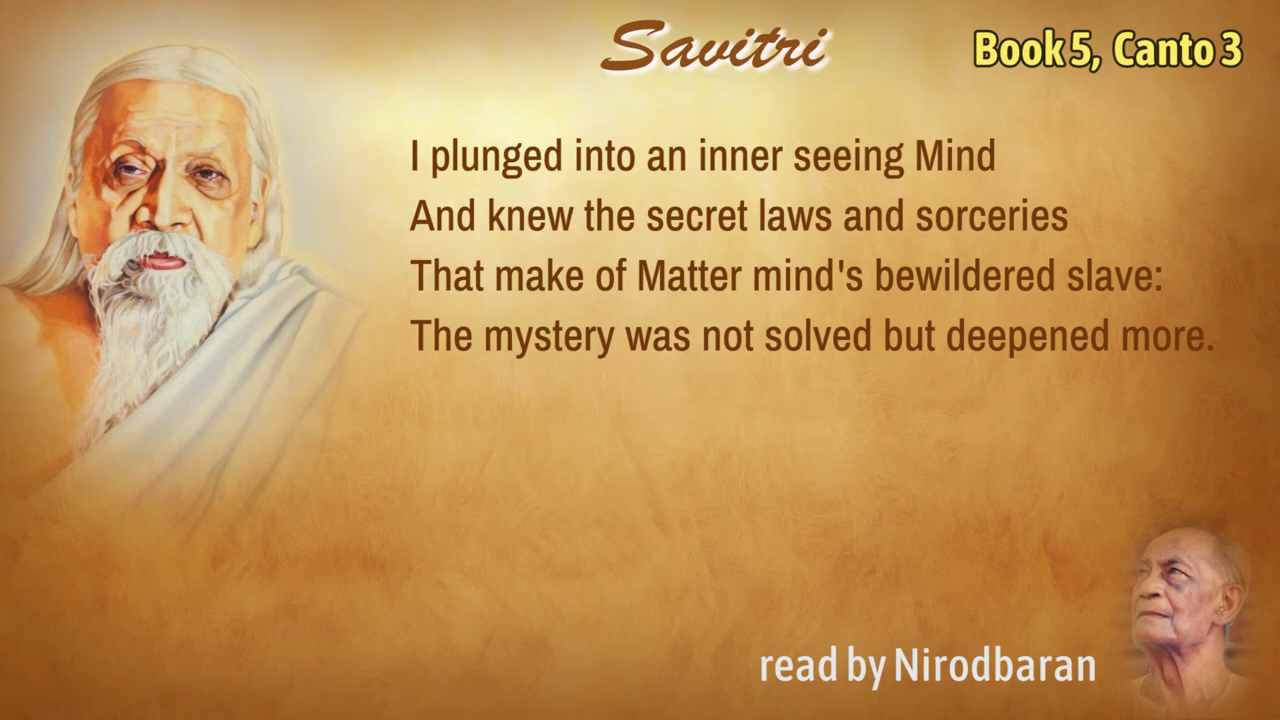 Savitri
Book 5, Canto 3
I plunged into an inner seeing Mind
And knew the secret laws and sorceries
That make of Matter mind's bewildered slave:
The mystery was not solved but deepened more.
read by Nirodbaran